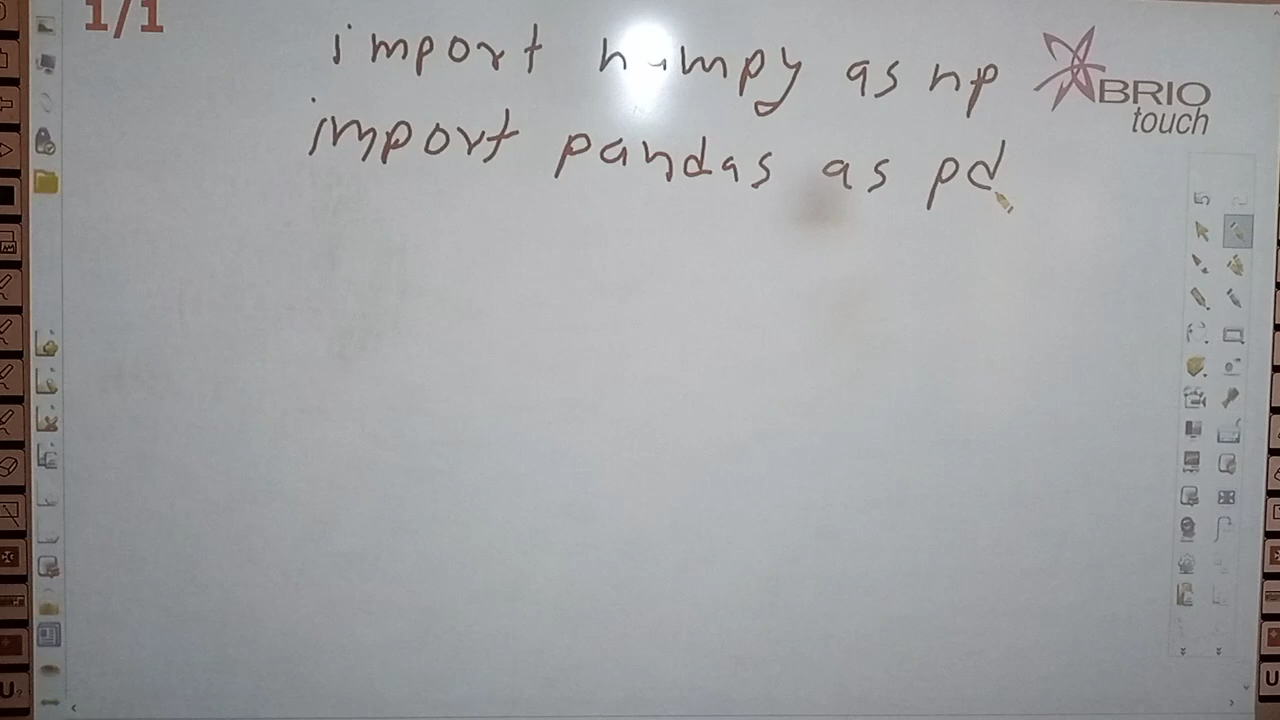 1/1
import numpy as np
import pandas as pd
BRIO
touch